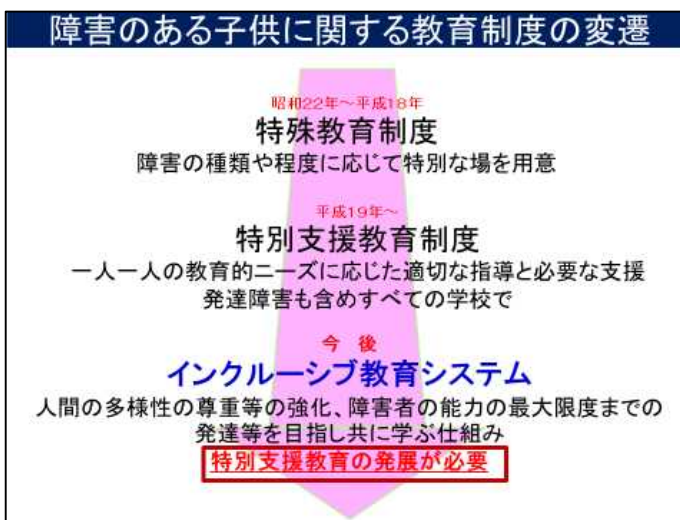 障害のある子供に関する教育制度の変遷
昭和22年～平成18年
特殊教育制度
障害の種類や程度に応じて特別な場を用意
平成19年～
特別支援教育制度
一人一人の教育的ニーズに応じた適切な指導と必要な支援
発達障害も含めすべての学校で
今 後
インクルーシブ教育システム
人間の多様性の尊重等の強化、障害者の能力の最大限度までの
発達等を目指し共に学ぶ仕組み
特別支援教育の発展が必要